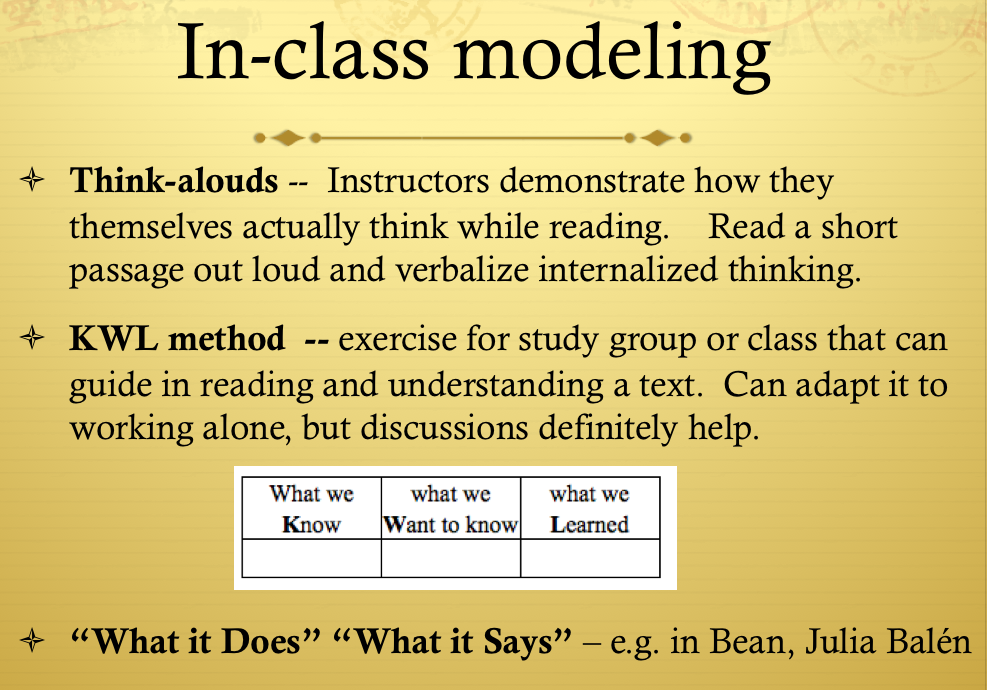 In-class modeling
Think-alouds -- Instructors demonstrate how they
themselves actually think while reading. Read a short
passage out loud and verbalize internalized thinking.
KWL method -- exercise for study group or class that can
guide in reading and understanding a text. Can adapt it to
working alone, but discussions definitely help.
What we
Know
what we
Want to know
what we
Learned
“What it Does” “What it Says” – e.g. in Bean, Julia Balén